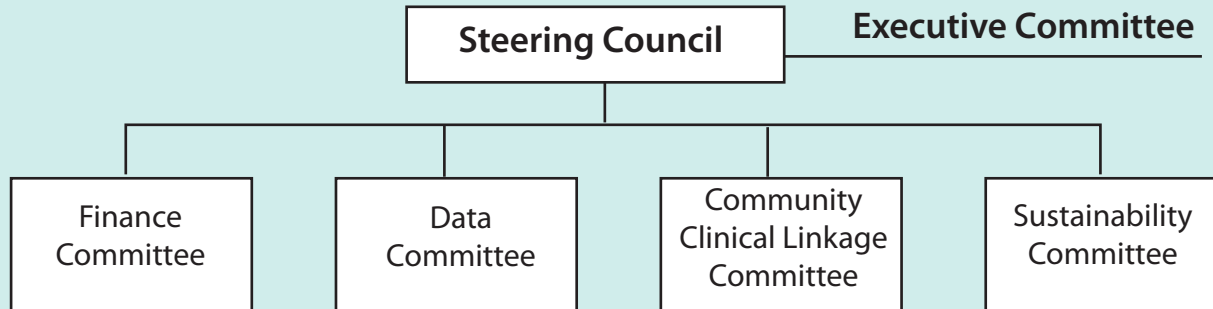 Steering Council
Executive Committee
Finance
Committee
Data
Committee
Community
Clinical Linkage
Committee
Sustainability
Committee